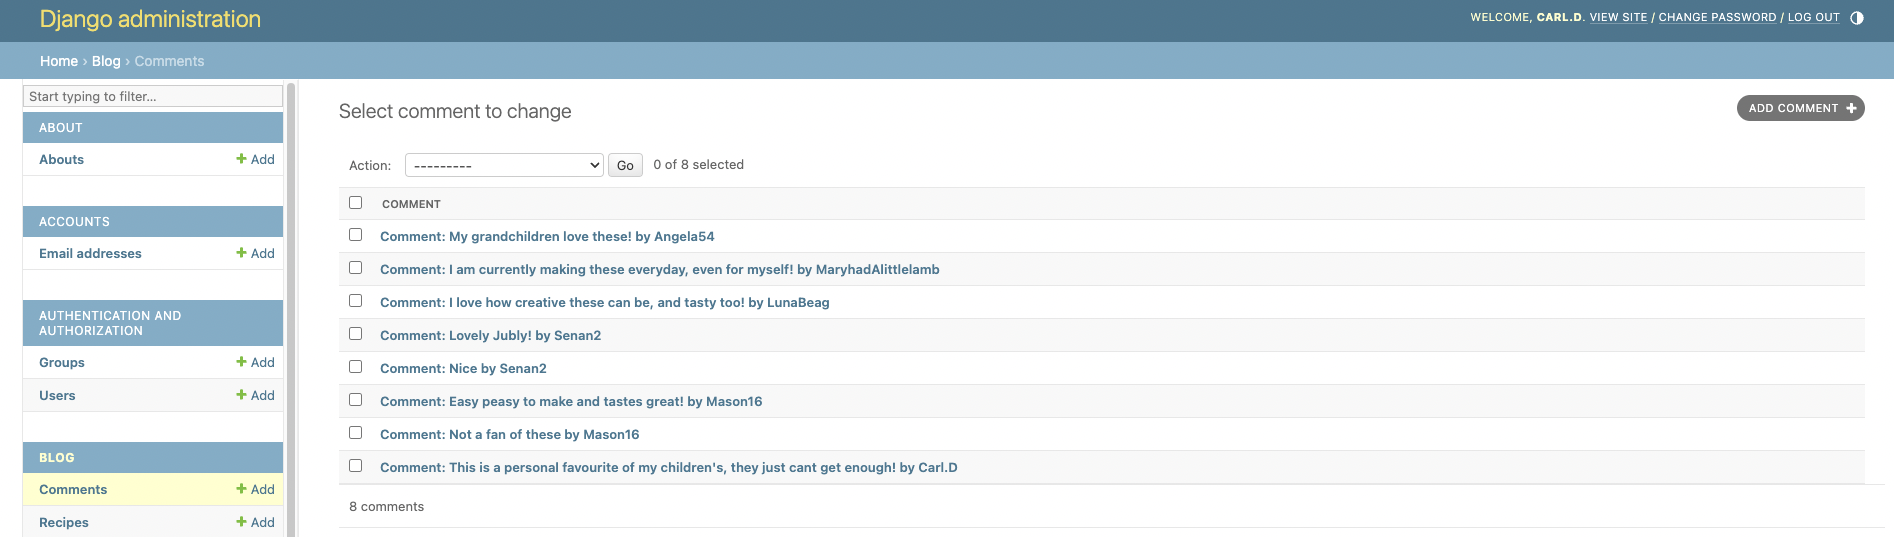 Django administration
WELCOME, CARL.D. VIEW SITE / CHANGE PASSWORD / LOG OUT
Home › Blog › Comments
Start typing to filter...
ABOUT
Abouts + Add
ACCOUNTS
Email addresses + Add
AUTHENTICATION AND
AUTHORIZATION
Groups + Add
Users + Add
BLOG
Comments + Add
Recipes + Add
Select comment to change
ADD COMMENT +
Action: --------- Go 0 of 8 selected
COMMENT
Comment: My grandchildren love these! by Angela54
Comment: I am currently making these everyday, even for myself! by MaryhadAlittlelamb
Comment: I love how creative these can be, and tasty too! by LunaBeag
Comment: Lovely Jubly! by Senan2
Comment: Nice by Senan2
Comment: Easy peasy to make and tastes great! by Mason16
Comment: Not a fan of these by Mason16
Comment: This is a personal favourite of my children's, they just cant get enough! by Carl.D
8 comments